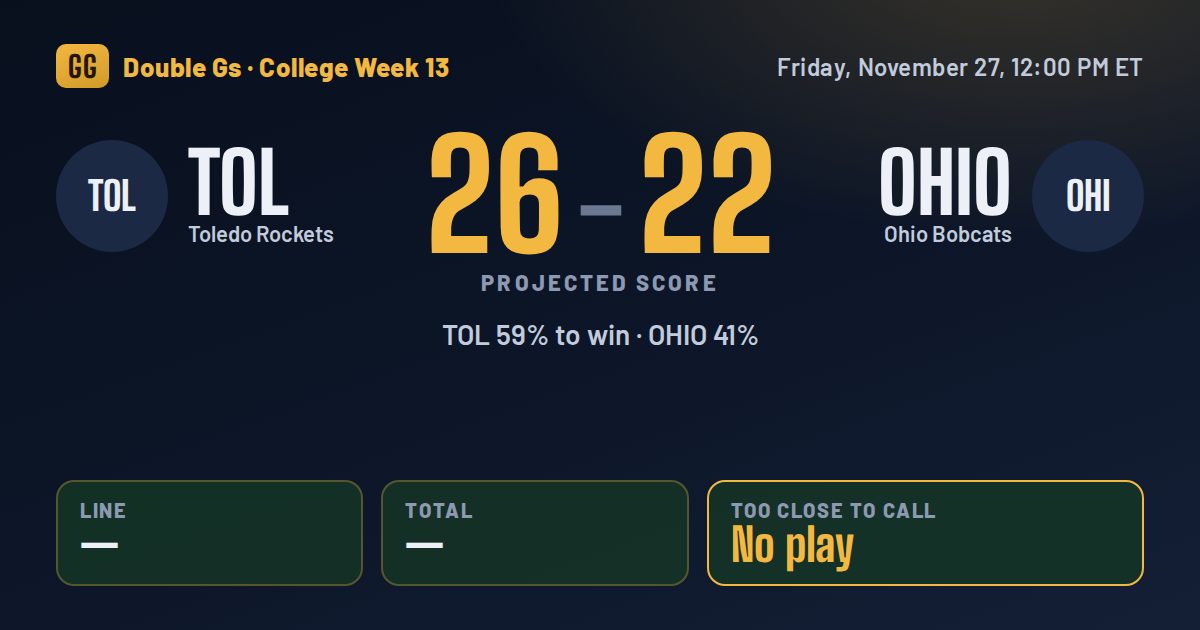 GG Double Gs · College Week 13
Friday, November 27, 12:00 PM ET
TOL
TOL
Toledo Rockets
26 – 22
PROJECTED SCORE
TOL 59% to win · OHIO 41%
OHIO
Ohio Bobcats
OHI
LINE
—
TOTAL
—
TOO CLOSE TO CALL
No play